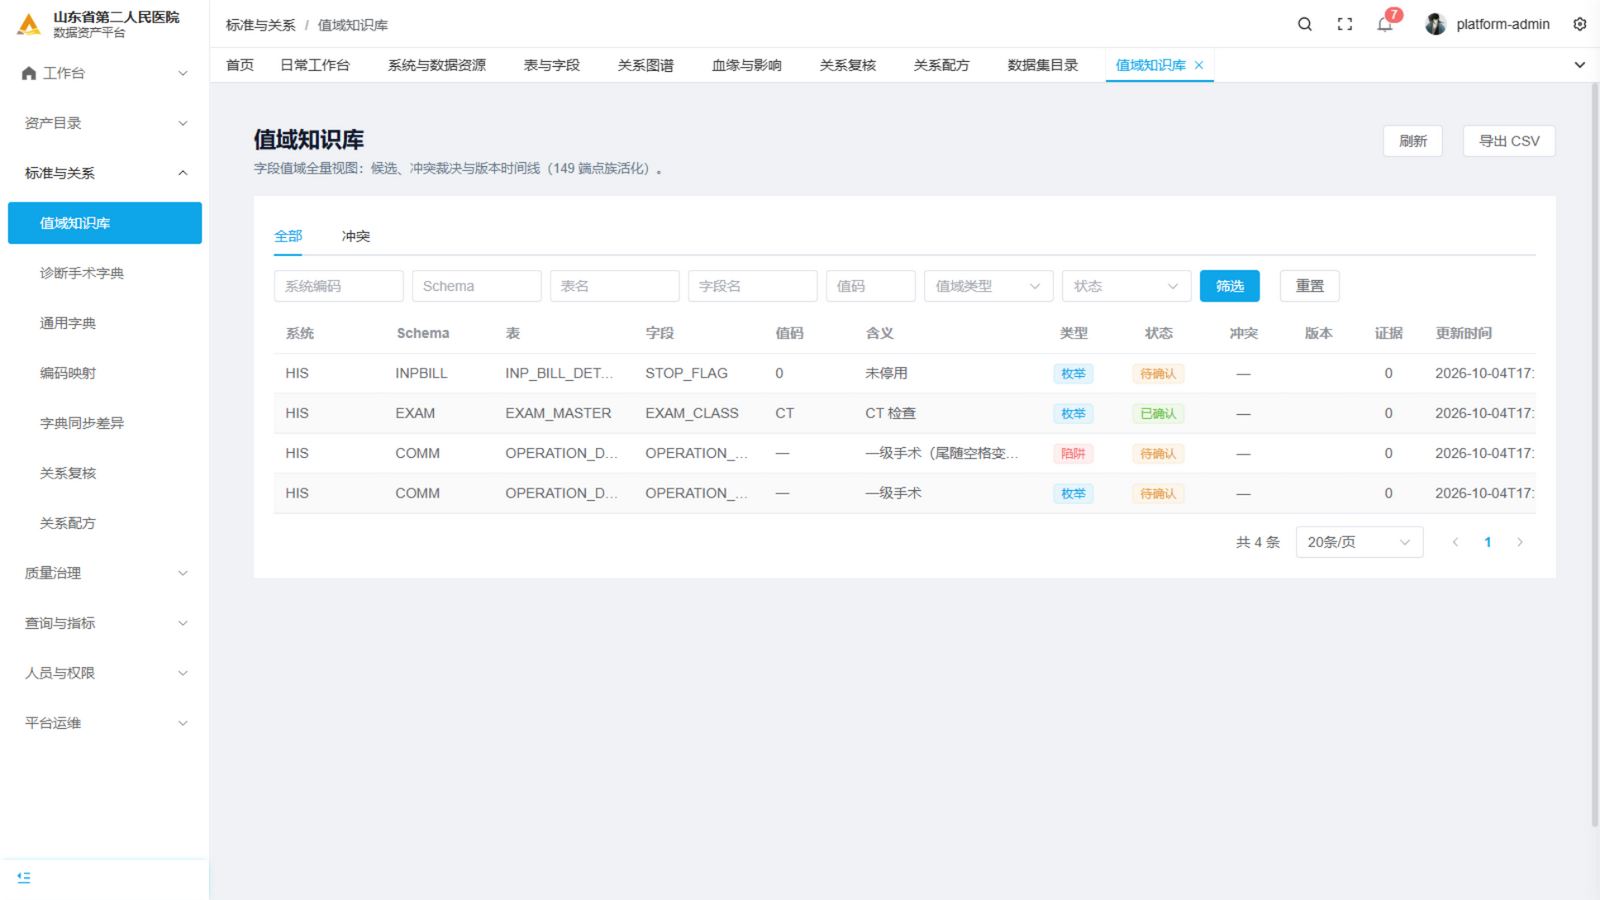 山东省第二人民医院
数据资产平台
标准与关系 / 值域知识库
7
platform-admin
首页 日常工作台 系统与数据资源 表与字段 关系图谱 血缘与影响 关系复核 关系配方 数据集目录 值域知识库
工作台
资产目录
标准与关系
值域知识库
诊断手术字典
通用字典
编码映射
字典同步差异
关系复核
关系配方
质量治理
查询与指标
人员与权限
平台运维
值域知识库
字段值域全量视图：候选、冲突裁决与版本时间线（149 端点族活化）。
刷新 导出 CSV
全部 冲突
系统编码 Schema 表名 字段名 值码 值域类型 状态 筛选 重置
系统 Schema 表 字段 值码 含义 类型 状态 冲突 版本 证据 更新时间
HIS INPBILL INP_BILL_DET... STOP_FLAG 0 未停用 枚举 待确认 — 0 2026-10-04T17:
HIS EXAM EXAM_MASTER EXAM_CLASS CT CT 检查 枚举 已确认 — 0 2026-10-04T17:
HIS COMM OPERATION_D... OPERATION_... — 一级手术（尾随空格变... 陷阱 待确认 — 0 2026-10-04T17:
HIS COMM OPERATION_D... OPERATION_... — 一级手术 枚举 待确认 — 0 2026-10-04T17:
共 4 条 20条/页 1